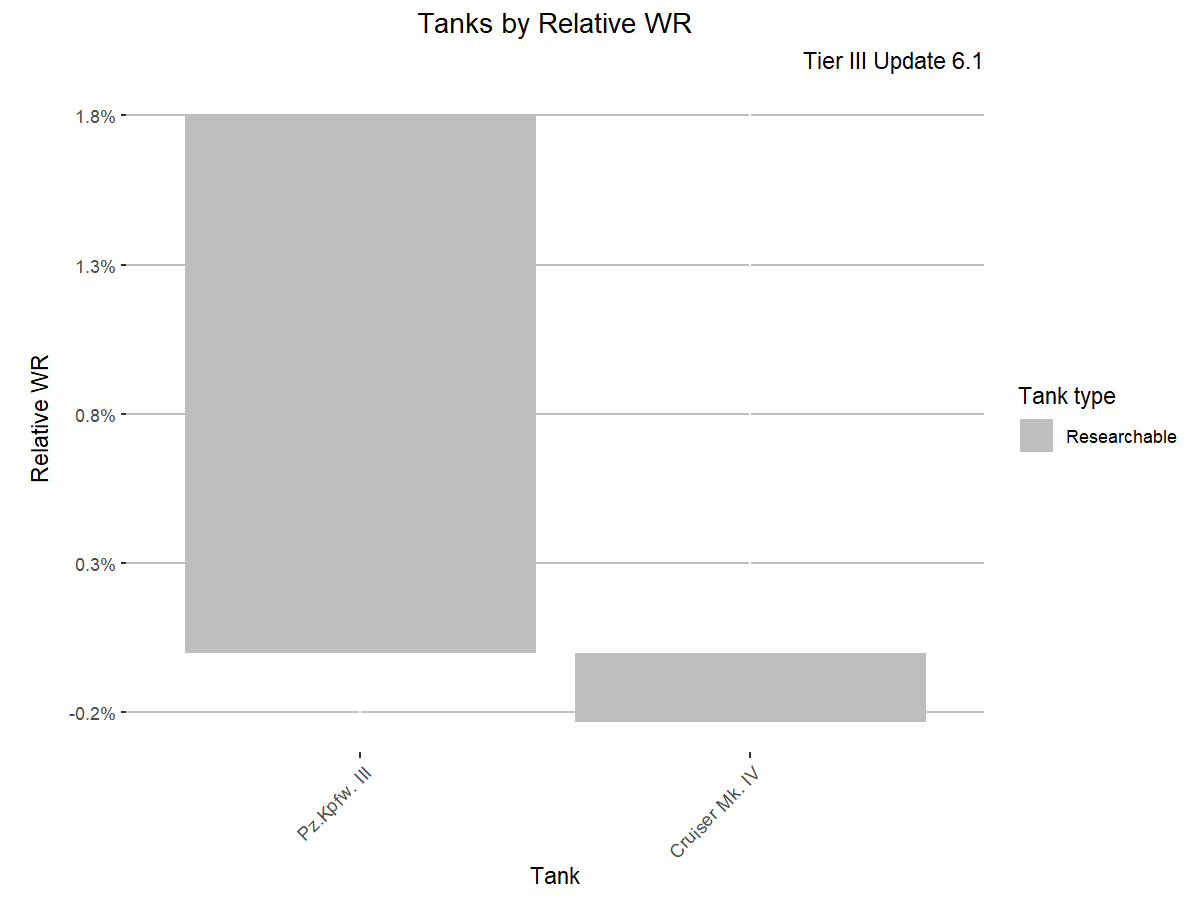 Tanks by Relative WR
Tier III Update 6.1
1.8%
1.3%
0.8%
0.3%
-0.2%
Relative WR
Pz.Kpfw. III
Cruiser Mk. IV
Tank
Tank type
Researchable